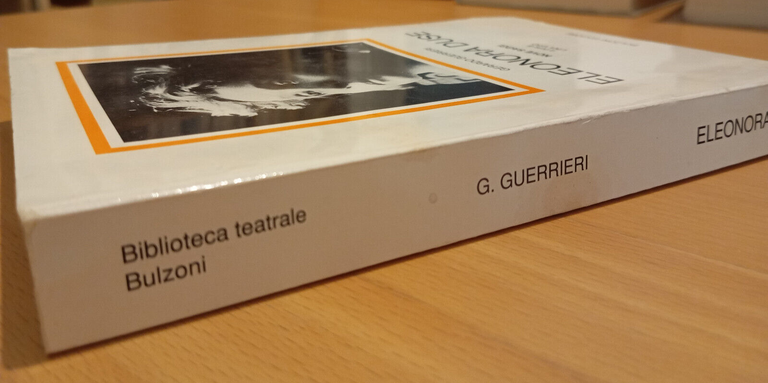 ELEONORA DUSE
Biblioteca teatrale
Bulzoni
G. GUERRIERI
ELEONORA